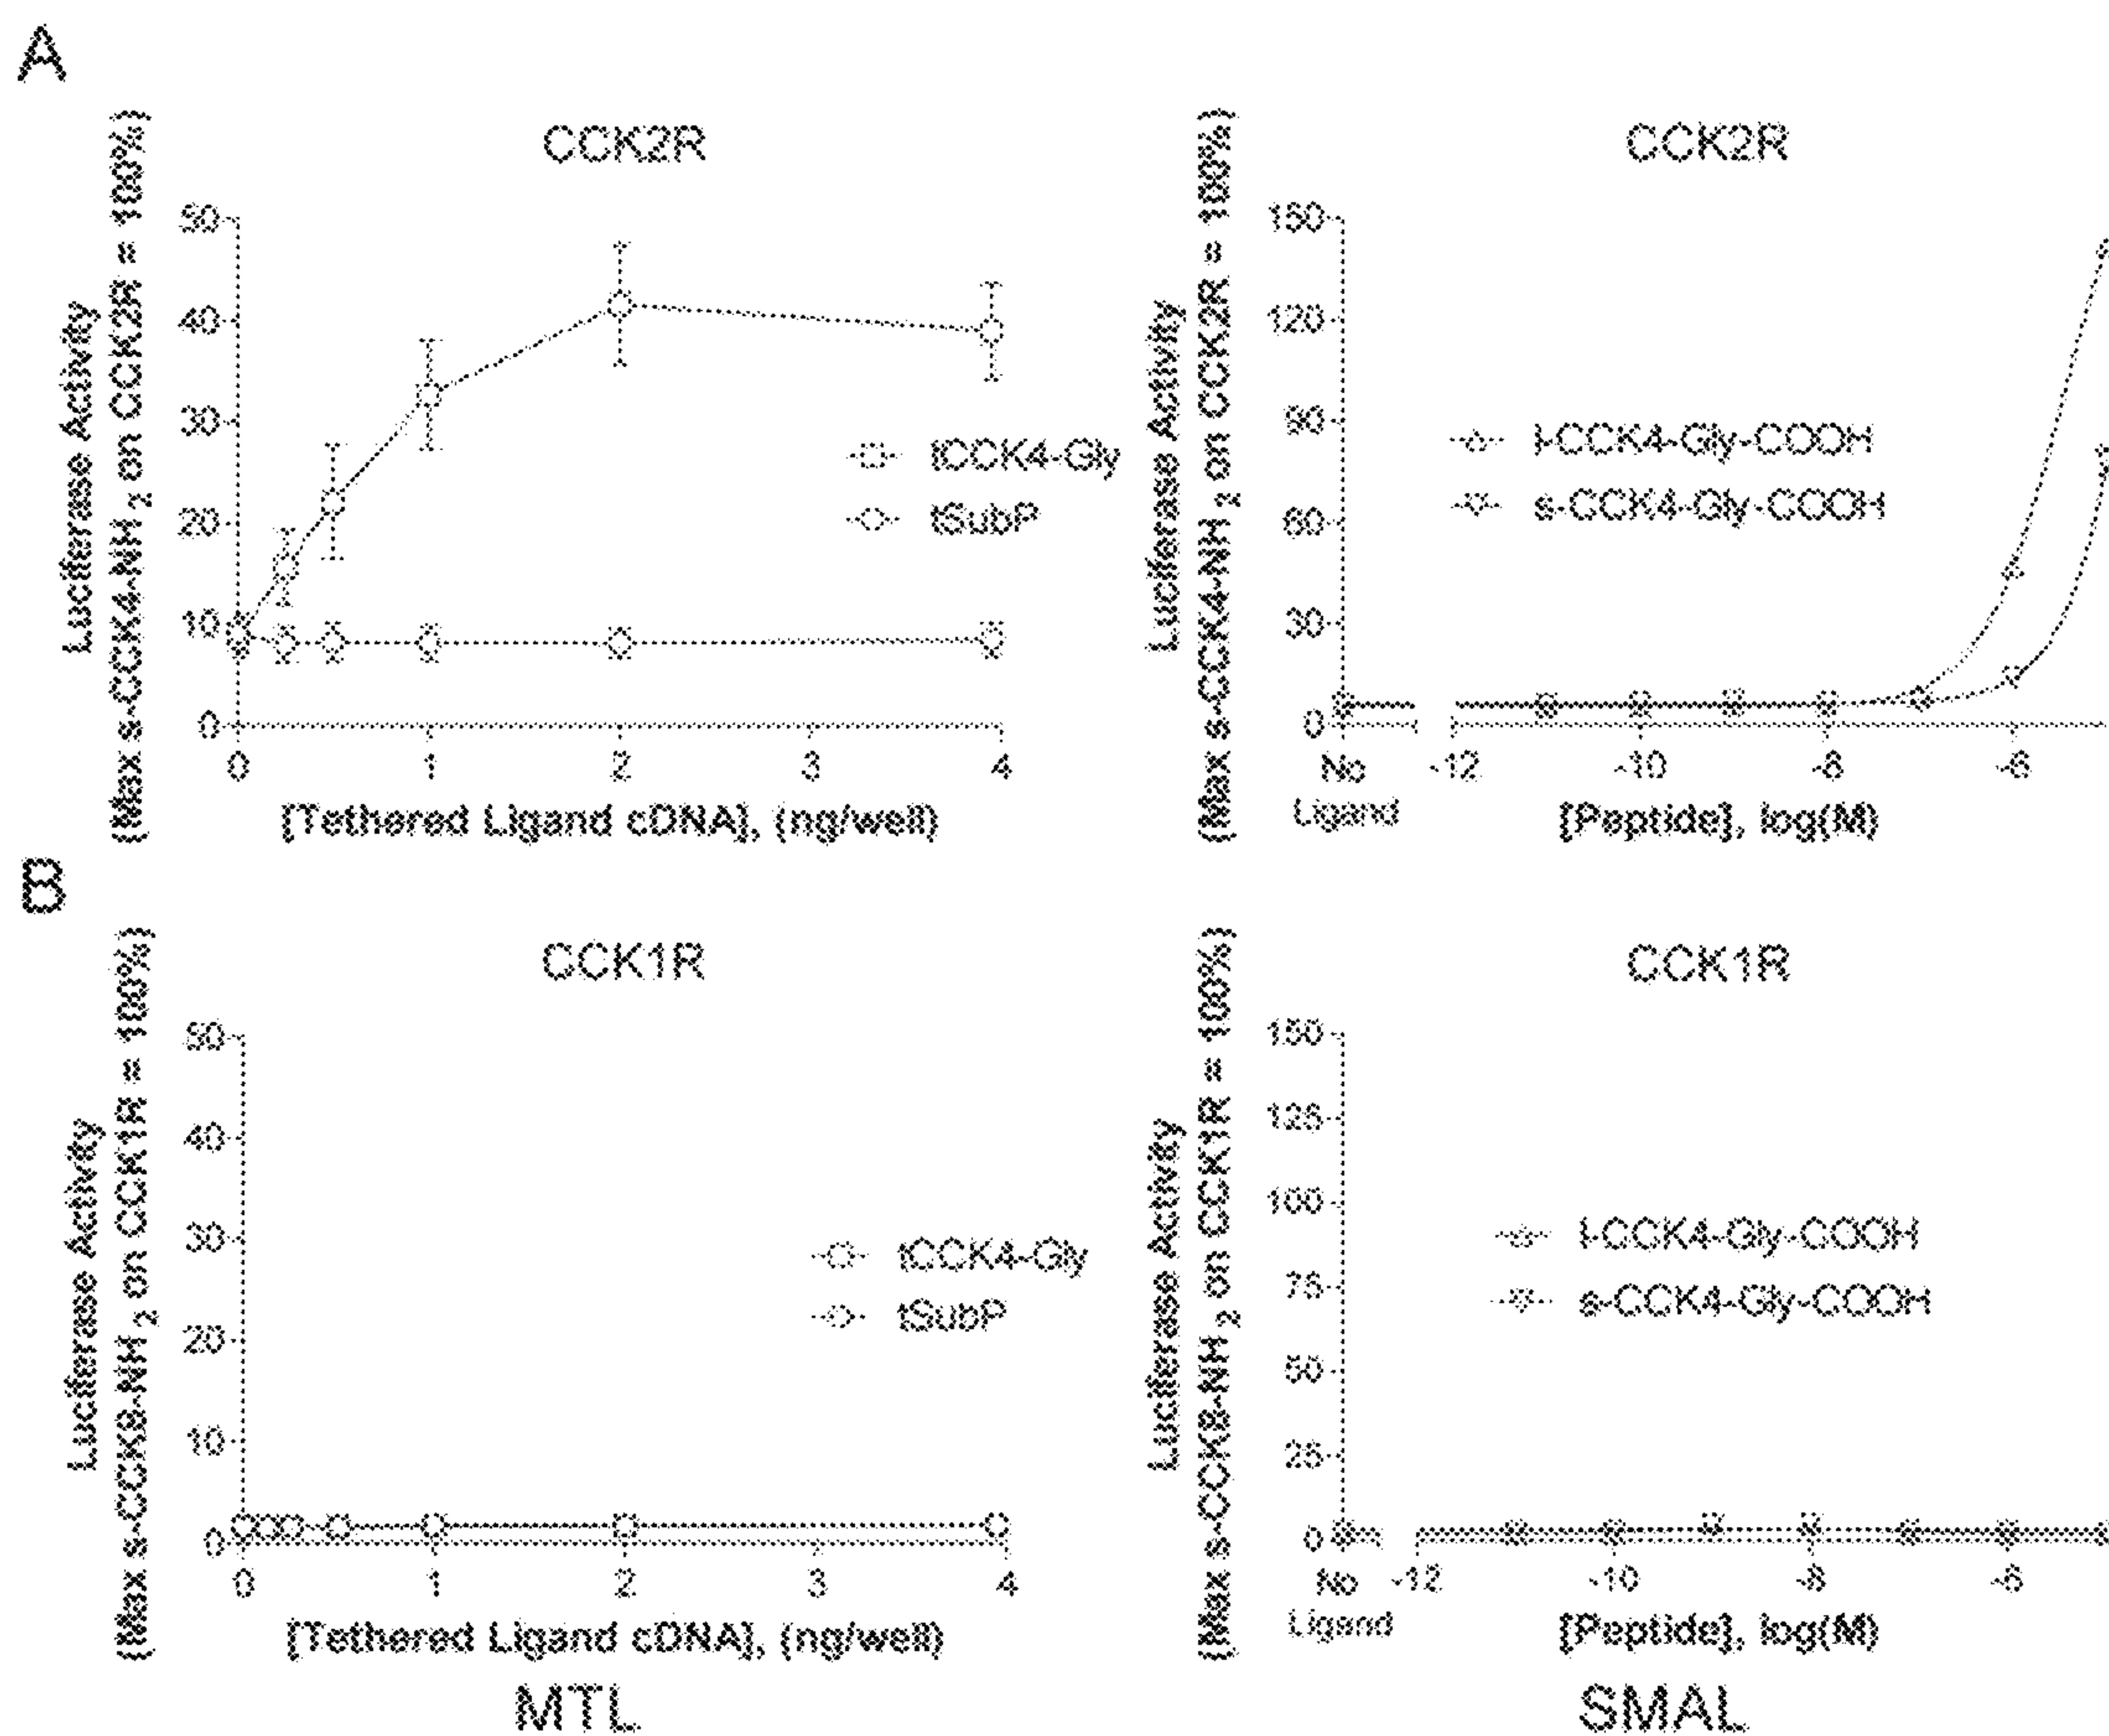 A
CCK2R
Luciferase Activity
(Max s-CCK4-NH2 on CCK2R = 100%)
50
40
30
20
10
0
0 1 2 3 4
tCCK4-Gly
tSubP
[Tethered Ligand cDNA], (ng/well)
CCK2R
Luciferase Activity
(Max s-CCK4-NH2 on CCK2R = 100%)
150
120
90
60
30
0
No Ligand -12 -10 -8 -6
l-CCK4-Gly-COOH
s-CCK4-Gly-COOH
[Peptide], log(M)
B
CCK1R
Luciferase Activity
(Max s-CCK8-NH2 on CCK1R = 100%)
50
40
30
20
10
0
0 1 2 3 4
tCCK4-Gly
tSubP
[Tethered Ligand cDNA], (ng/well)
MTL
CCK1R
Luciferase Activity
(Max s-CCK8-NH2 on CCK1R = 100%)
150
125
100
75
50
25
0
No Ligand -12 -10 -8 -6
l-CCK4-Gly-COOH
s-CCK4-Gly-COOH
[Peptide], log(M)
SMAL